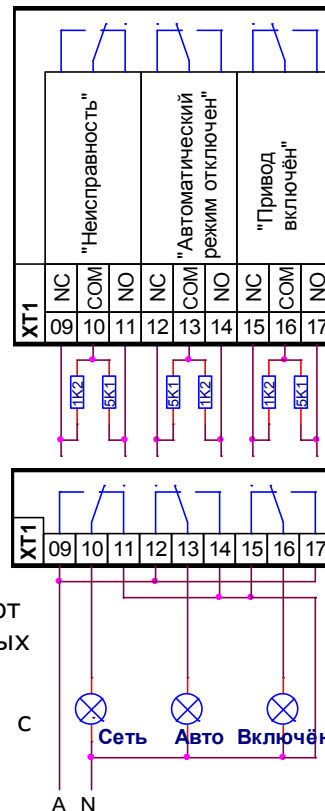 "Неисправность"
"Автоматический
режим отключен"
"Привод
включён"
XT1
NC COM NO NC COM NO NC COM NO
09 10 11 12 13 14 15 16 17
1K2 5K1 5K1 1K2 1K2 5K1
XT1 09 10 11 12 13 14 15 16 17
от
ых
с
Сеть Авто Включён
A N